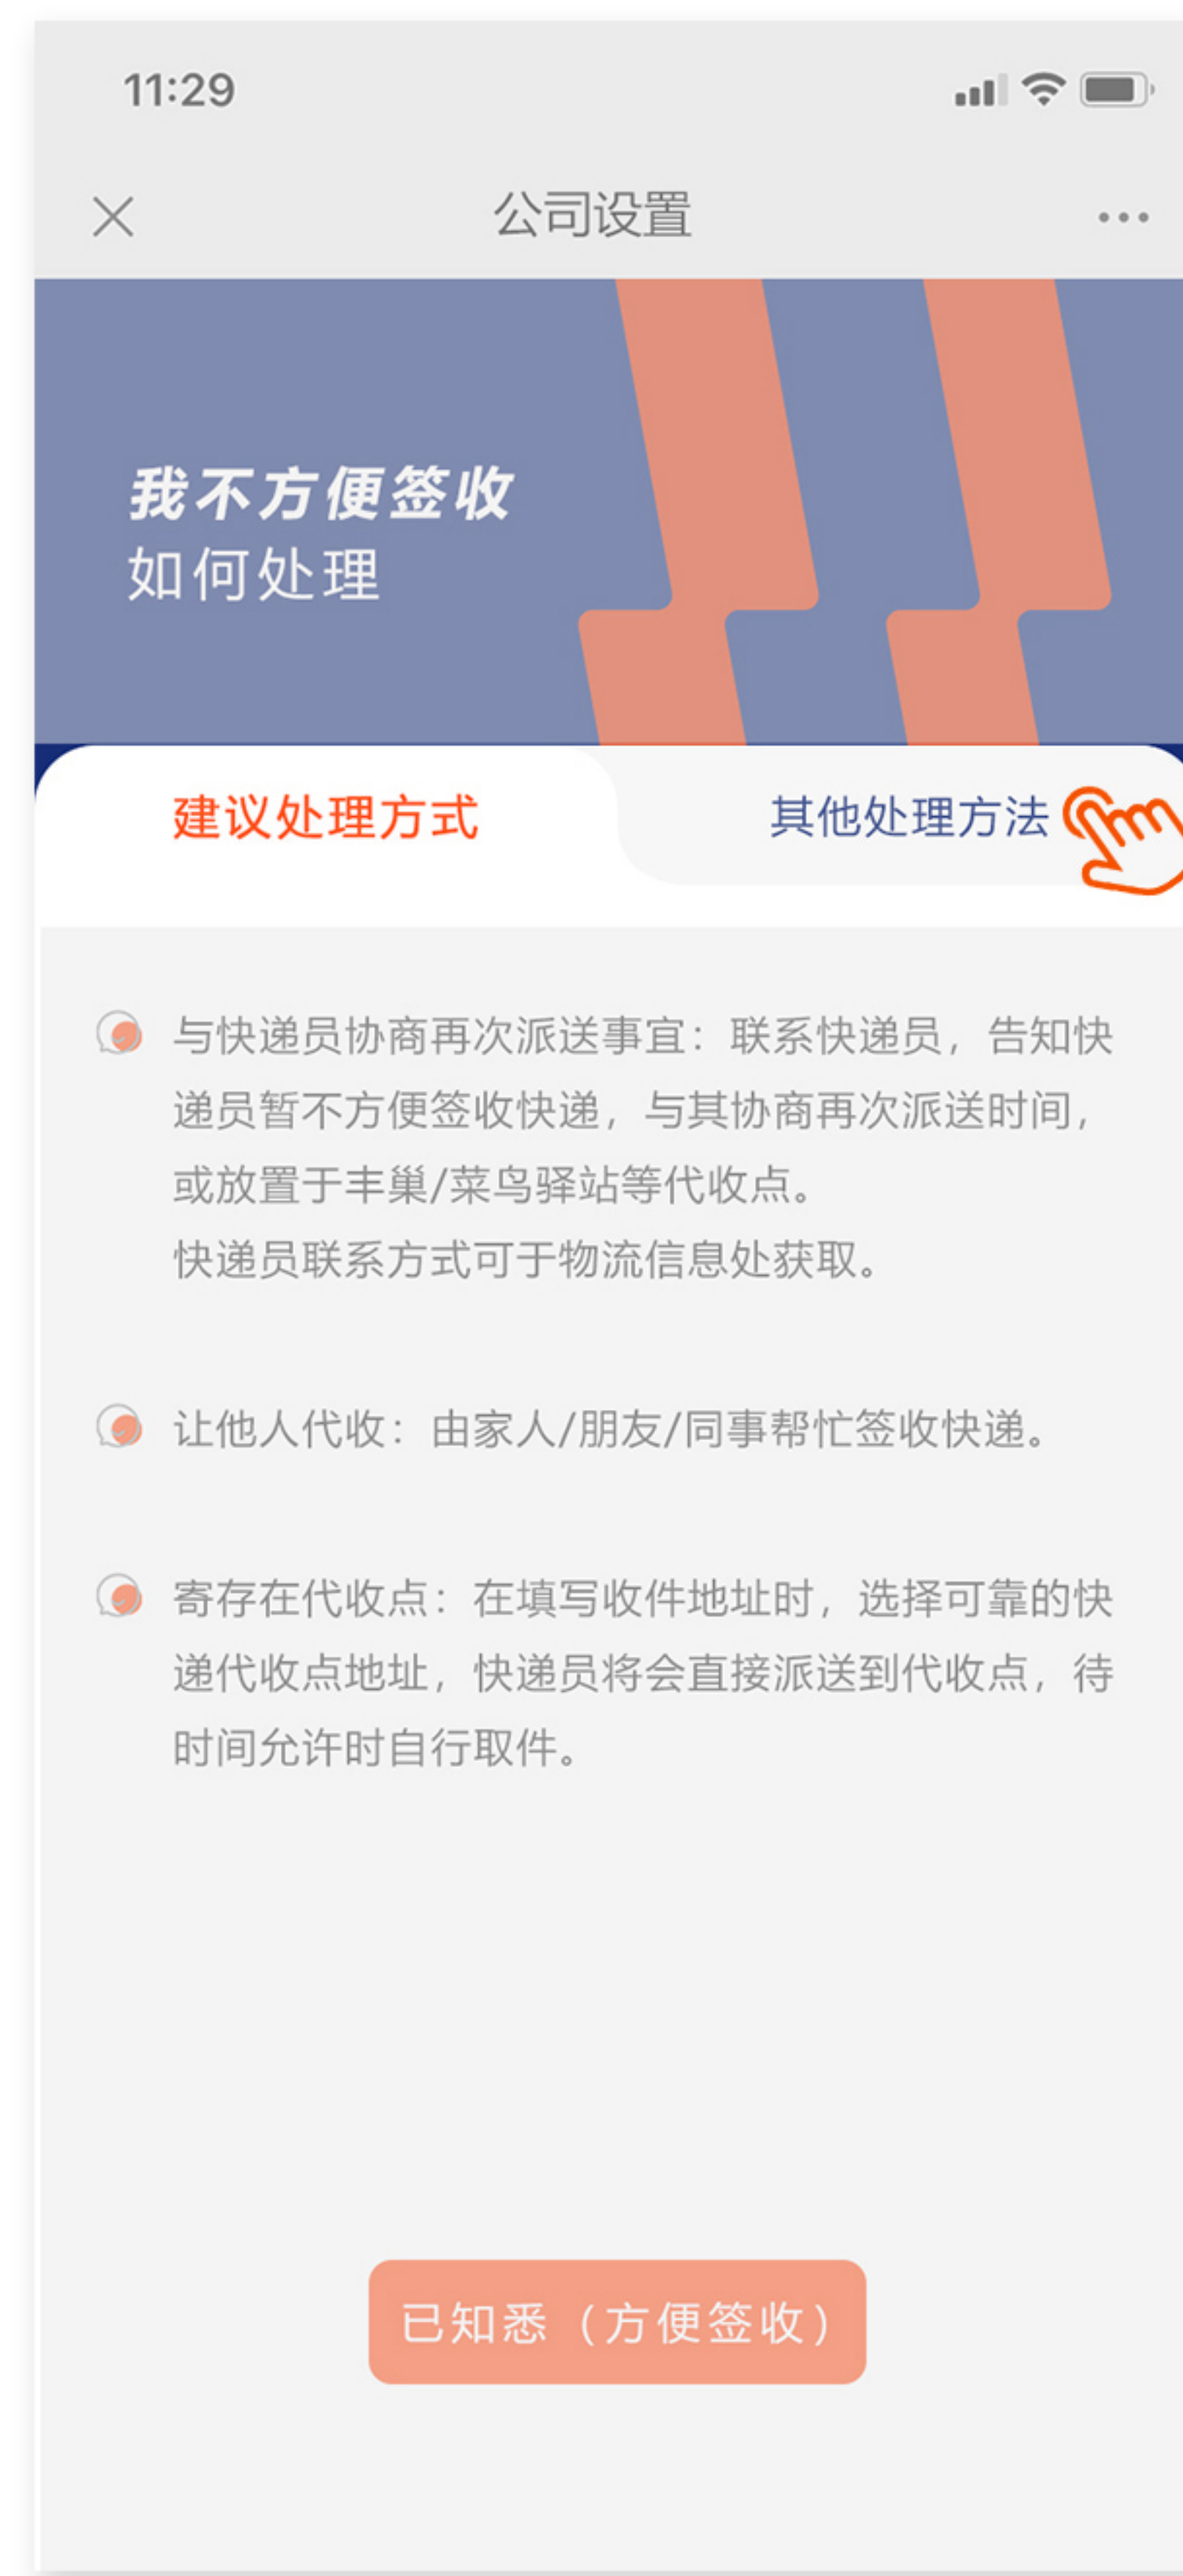 11:29
公司设置
我不方便签收
如何处理
建议处理方式
其他处理方法
与快递员协商再次派送事宜：联系快递员，告知快
递员暂不方便签收快递，与其协商再次派送时间，
或放置于丰巢/菜鸟驿站等代收点。
快递员联系方式可于物流信息处获取。
让他人代收：由家人/朋友/同事帮忙签收快递。
寄存在代收点：在填写收件地址时，选择可靠的快
递代收点地址，快递员将会直接派送到代收点，待
时间允许时自行取件。
已知悉（方便签收）